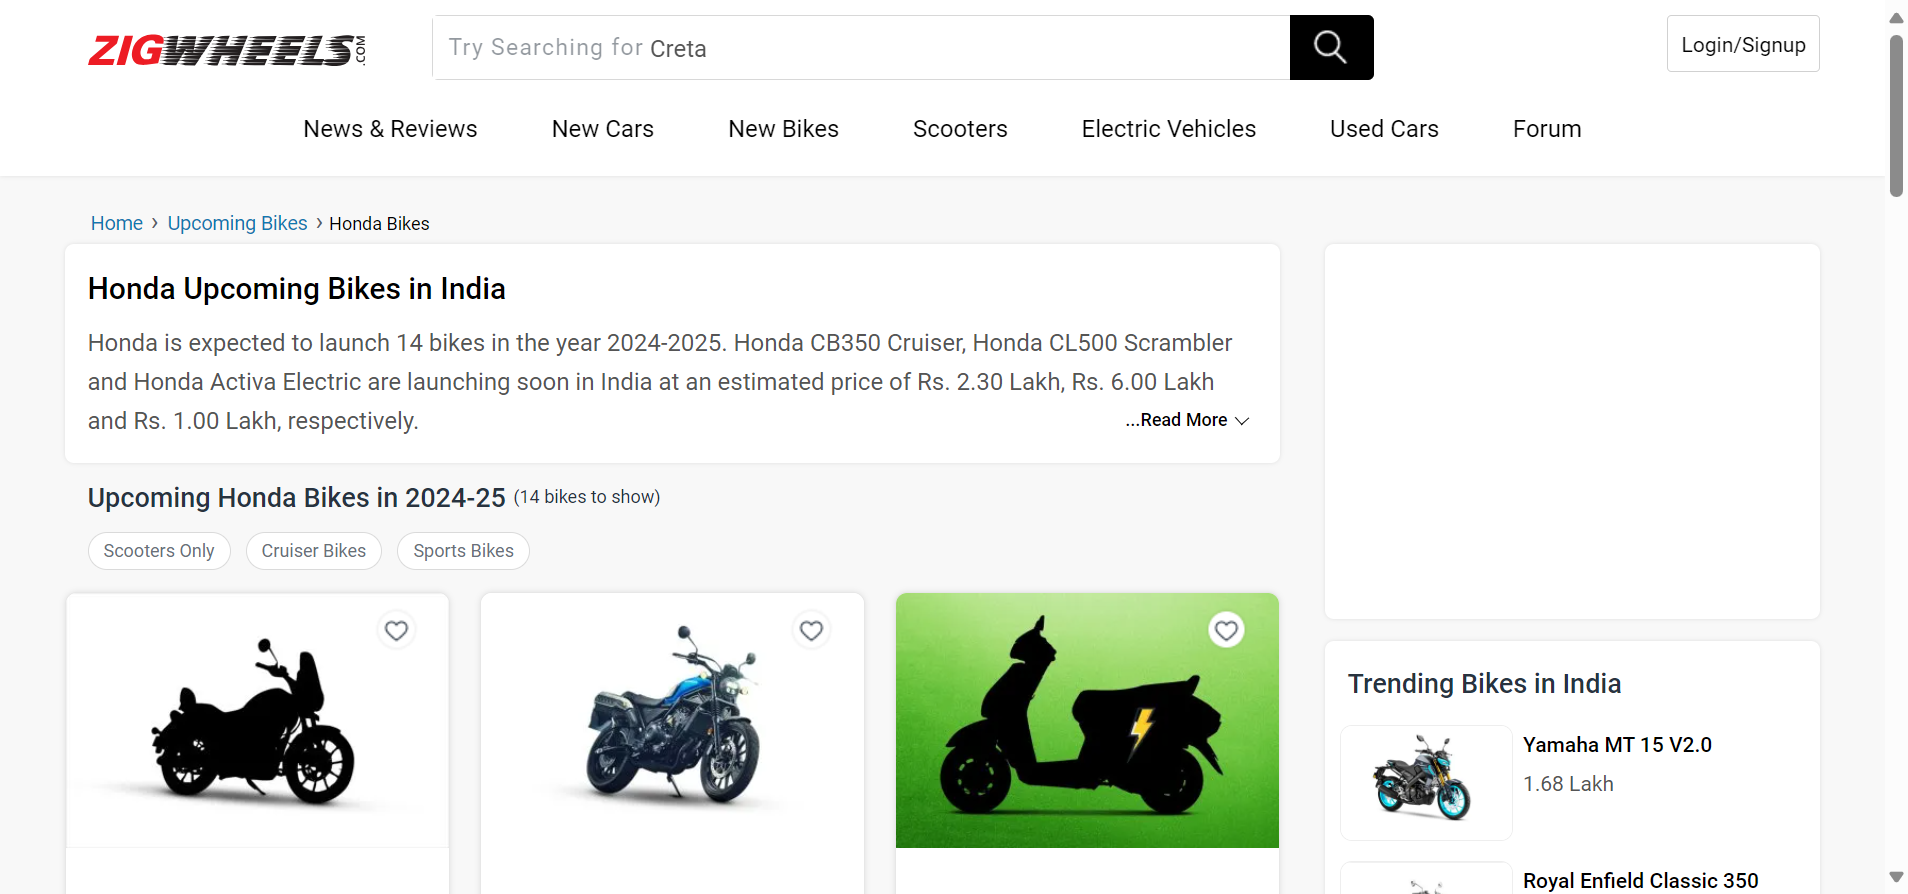 ZIGWHEELS.COM
Try Searching for Creta
Login/Signup
News & Reviews New Cars New Bikes Scooters Electric Vehicles Used Cars Forum
Home › Upcoming Bikes › Honda Bikes
Honda Upcoming Bikes in India
Honda is expected to launch 14 bikes in the year 2024-2025. Honda CB350 Cruiser, Honda CL500 Scrambler
and Honda Activa Electric are launching soon in India at an estimated price of Rs. 2.30 Lakh, Rs. 6.00 Lakh
and Rs. 1.00 Lakh, respectively.
...Read More
Upcoming Honda Bikes in 2024-25 (14 bikes to show)
Scooters Only Cruiser Bikes Sports Bikes
Trending Bikes in India
Yamaha MT 15 V2.0
1.68 Lakh
Royal Enfield Classic 350